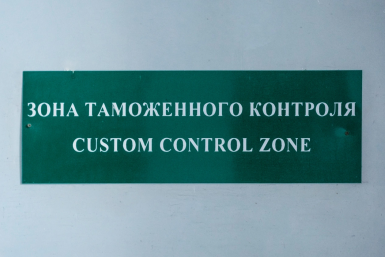 ЗОНА ТАМОЖЕННОГО КОНТРОЛЯ
CUSTOM CONTROL ZONE